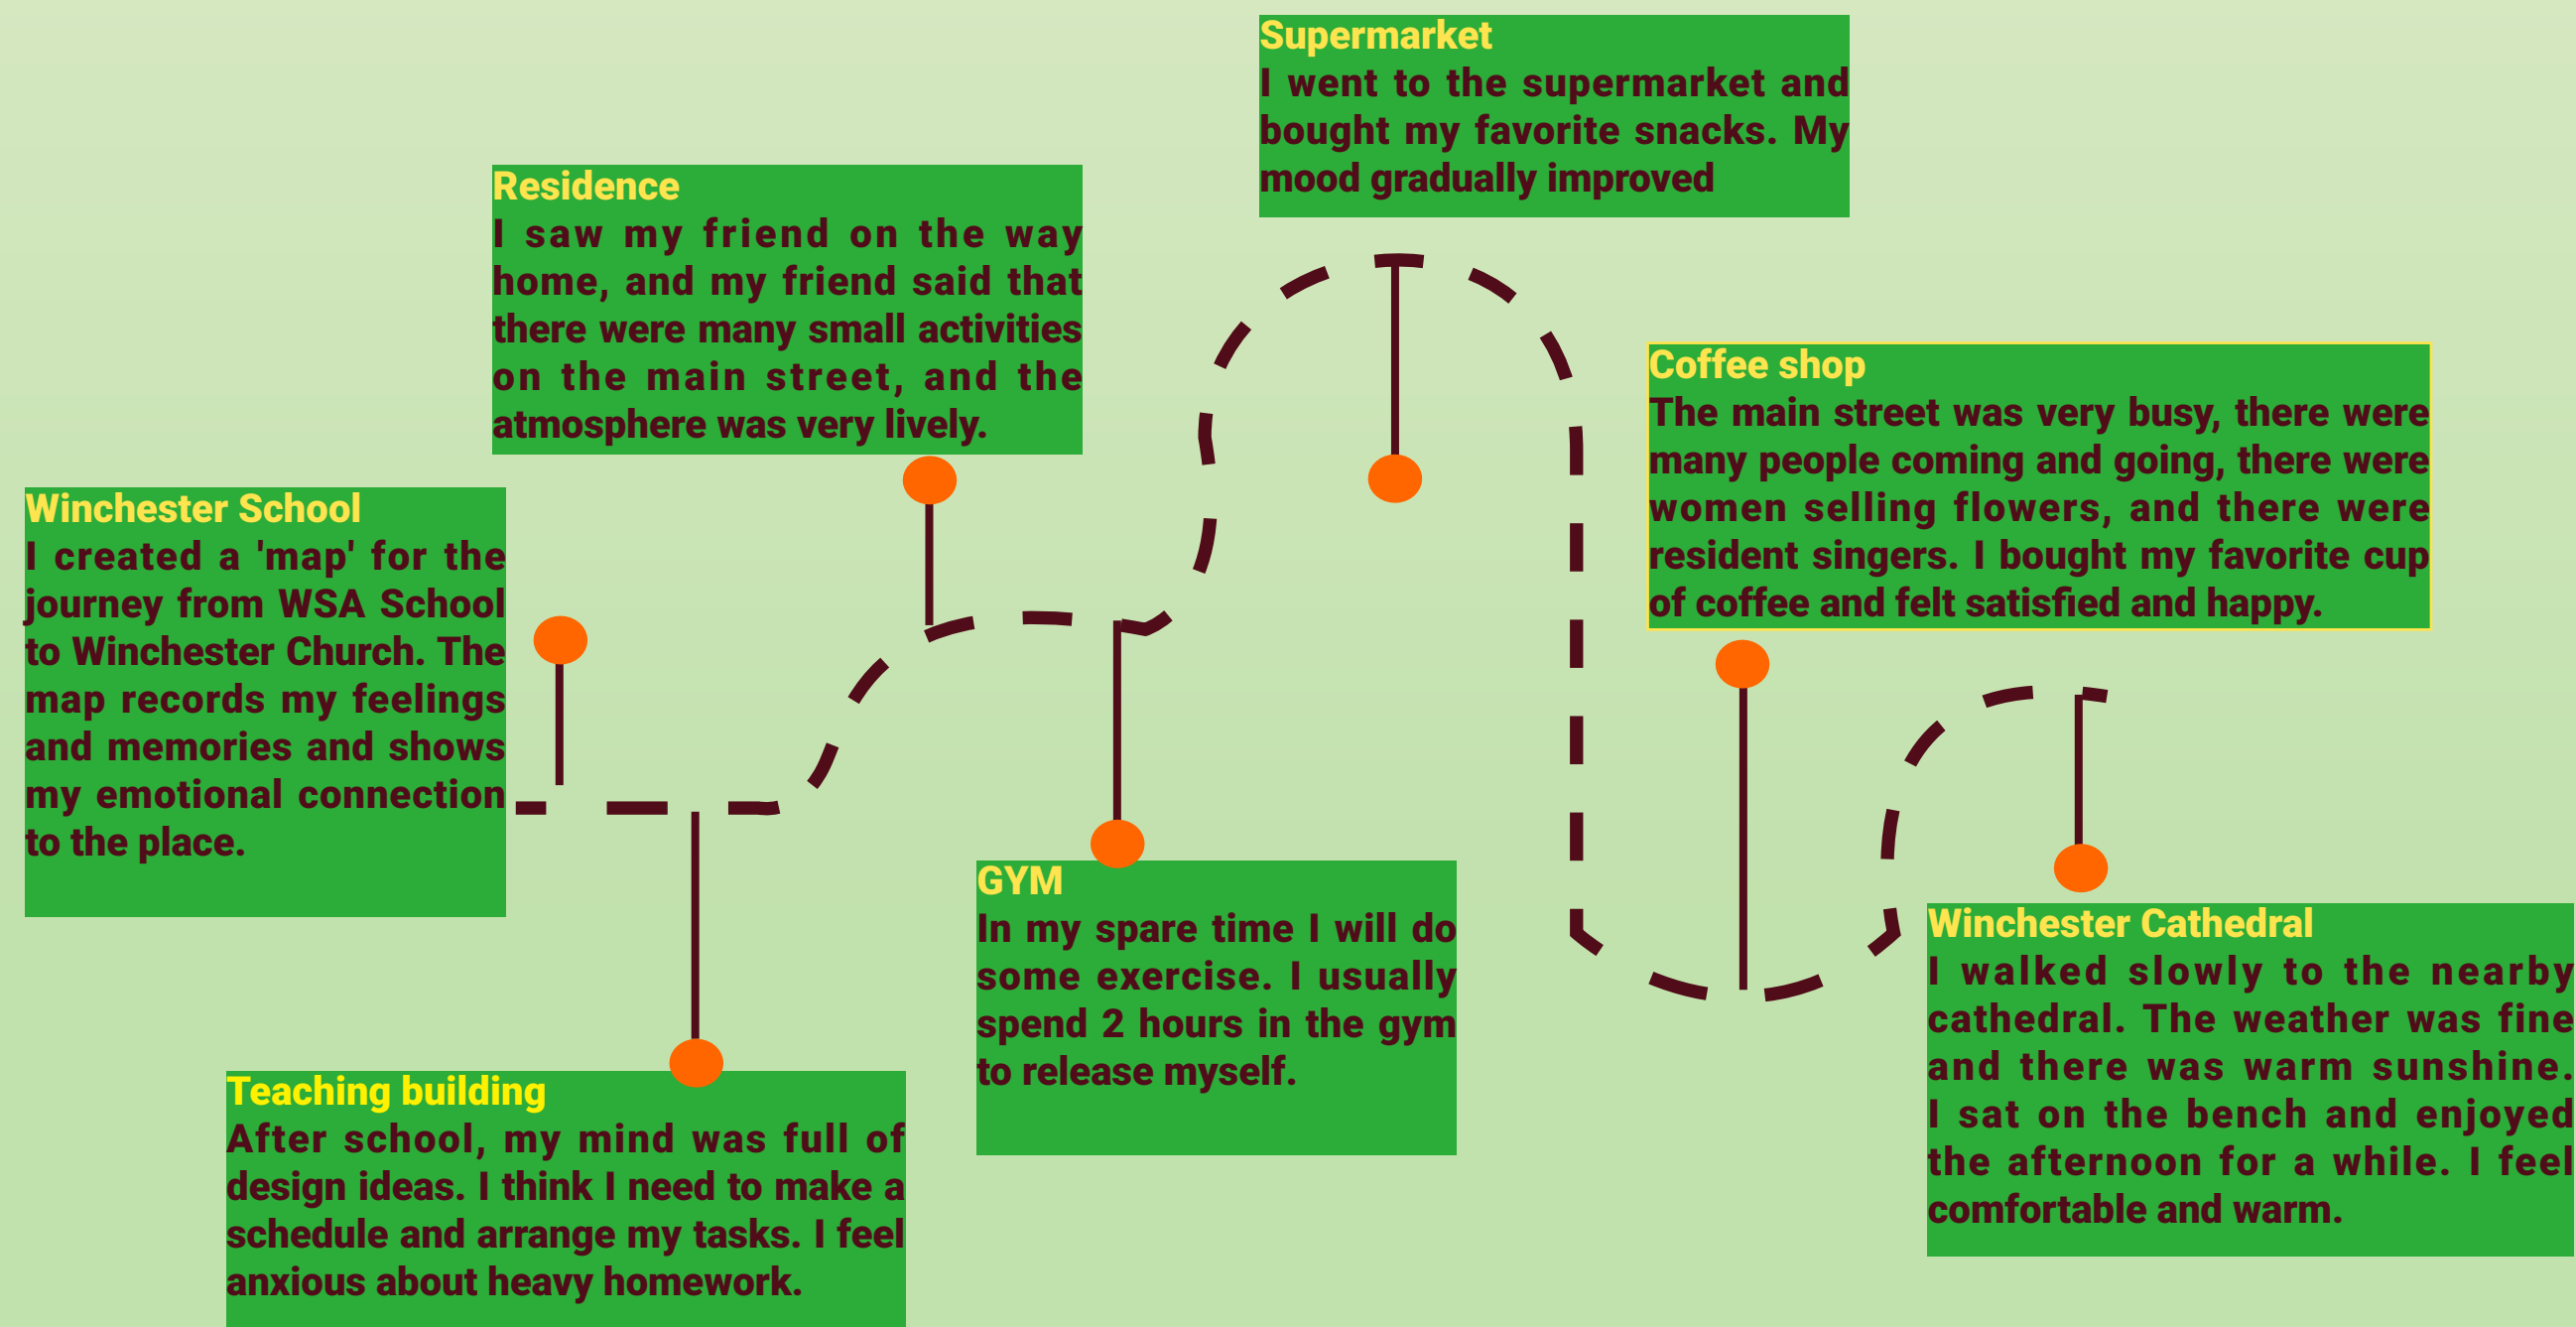 Winchester School
I created a 'map' for the
journey from WSA School
to Winchester Church. The
map records my feelings
and memories and shows
my emotional connection
to the place.
Teaching building
After school, my mind was full of
design ideas. I think I need to make a
schedule and arrange my tasks. I feel
anxious about heavy homework.
Residence
I saw my friend on the way
home, and my friend said that
there were many small activities
on the main street, and the
atmosphere was very lively.
GYM
In my spare time I will do
some exercise. I usually
spend 2 hours in the gym
to release myself.
Supermarket
I went to the supermarket and
bought my favorite snacks. My
mood gradually improved
Coffee shop
The main street was very busy, there were
many people coming and going, there were
women selling flowers, and there were
resident singers. I bought my favorite cup
of coffee and felt satisfied and happy.
Winchester Cathedral
I walked slowly to the nearby
cathedral. The weather was fine
and there was warm sunshine.
I sat on the bench and enjoyed
the afternoon for a while. I feel
comfortable and warm.